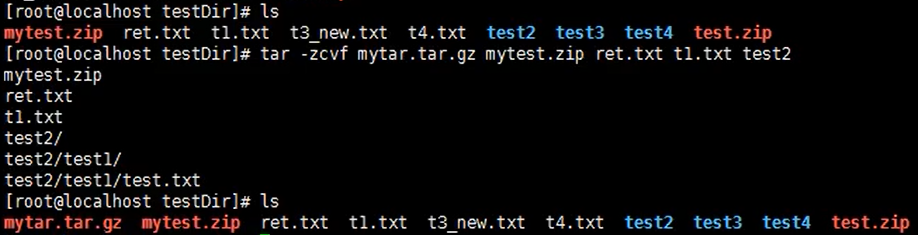 [root@localhost testDir]# ls
mytest.zip ret.txt t1.txt t3_new.txt t4.txt test2 test3 test4 test.zip
[root@localhost testDir]# tar -zcvf mytar.tar.gz mytest.zip ret.txt t1.txt test2
mytest.zip
ret.txt
t1.txt
test2/
test2/test1/
test2/test1/test.txt
[root@localhost testDir]# ls
mytar.tar.gz mytest.zip ret.txt t1.txt t3_new.txt t4.txt test2 test3 test4 test.zip